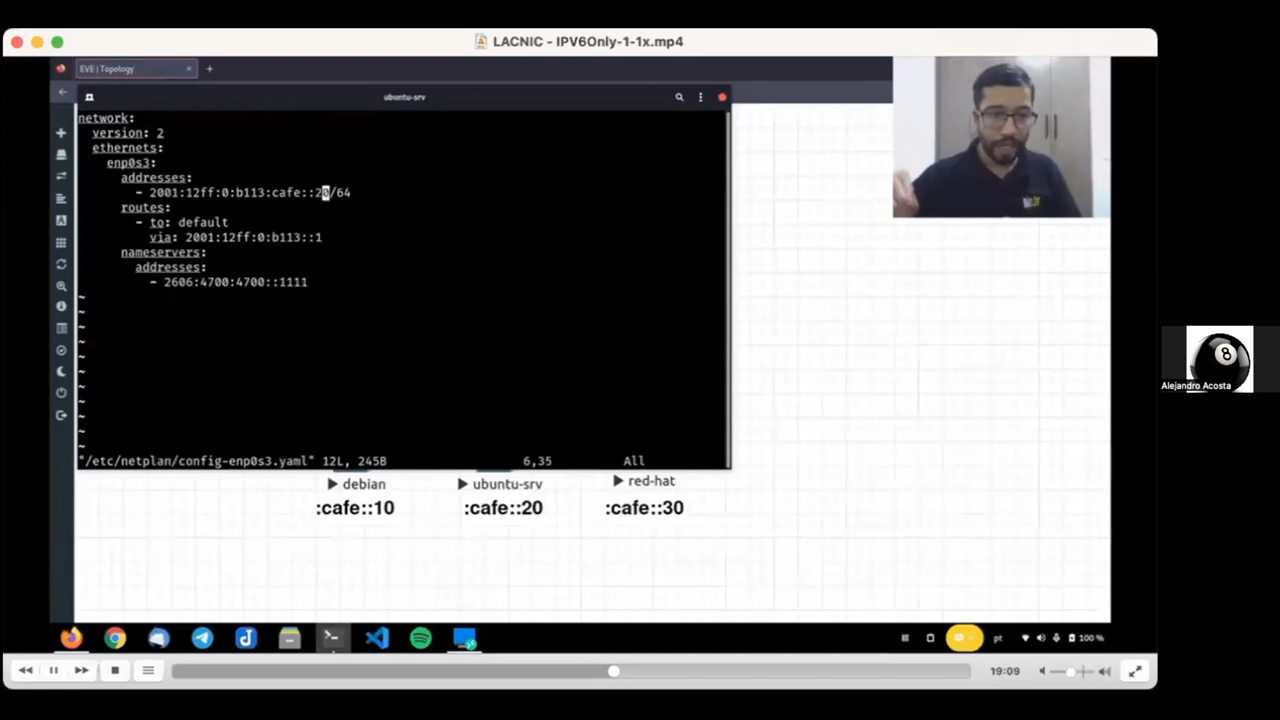 LACNIC - IPV6Only-1-1x.mp4
EVE | Topology
ubuntu-srv
network:
version: 2
ethernets:
enp0s3:
addresses:
- 2001:12ff:0:b113:cafe::20/64
routes:
- to: default
via: 2001:12ff:0:b113::1
nameservers:
addresses:
- 2606:4700:4700::1111
~
~
~
~
~
~
~
~
~
~
~
"/etc/netplan/config-enp0s3.yaml" 12L, 245B 6,35 All
debian ubuntu-srv red-hat
:cafe::10 :cafe::20 :cafe::30
8
Alejandro Acosta
pt 100 %
19:09